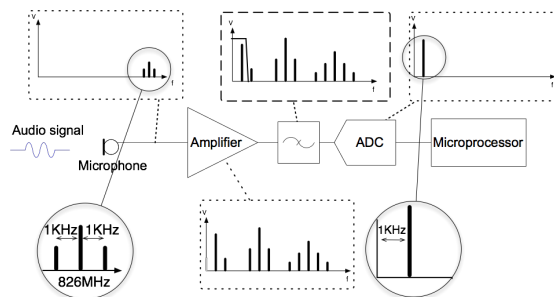 V
f
V
f
V
f
Audio signal
Microphone
Amplifier
ADC
Microprocessor
1KHz 1KHz
826MHz
V
f
1KHz